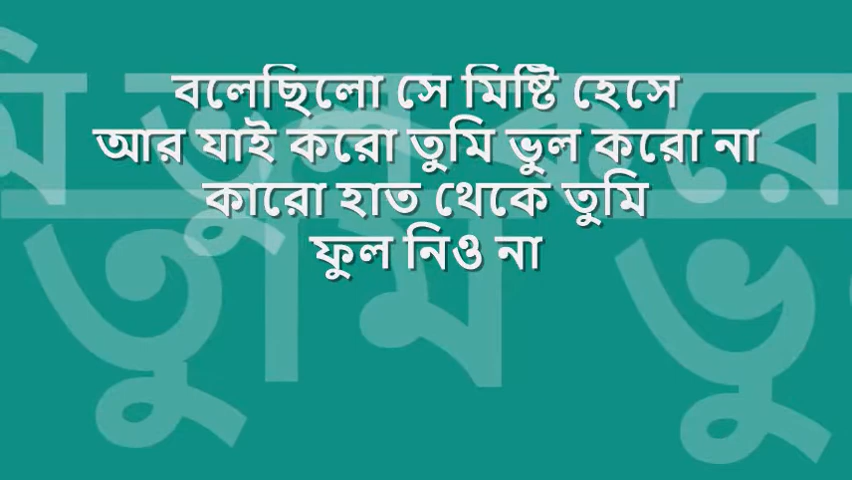 বলেছিলো সে মিষ্টি হেসে
আর যাই করো তুমি ভুল করো না
কারো হাত থেকে তুমি
ফুল নিও না
তুমি ভু